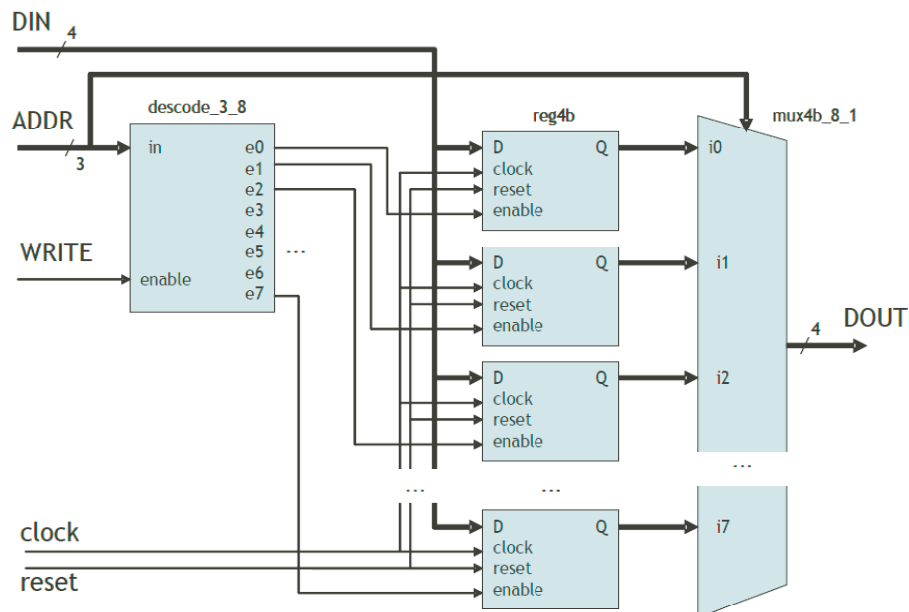 DIN
4
ADDR
3
descode_3_8
in
e0
e1
e2
e3
e4
e5
e6
e7
...
WRITE
enable
reg4b
D Q
clock
reset
enable
D Q
clock
reset
enable
D Q
clock
reset
enable
... ...
D Q
clock
reset
enable
mux4b_8_1
i0
i1
i2
...
i7
4
DOUT
clock
reset